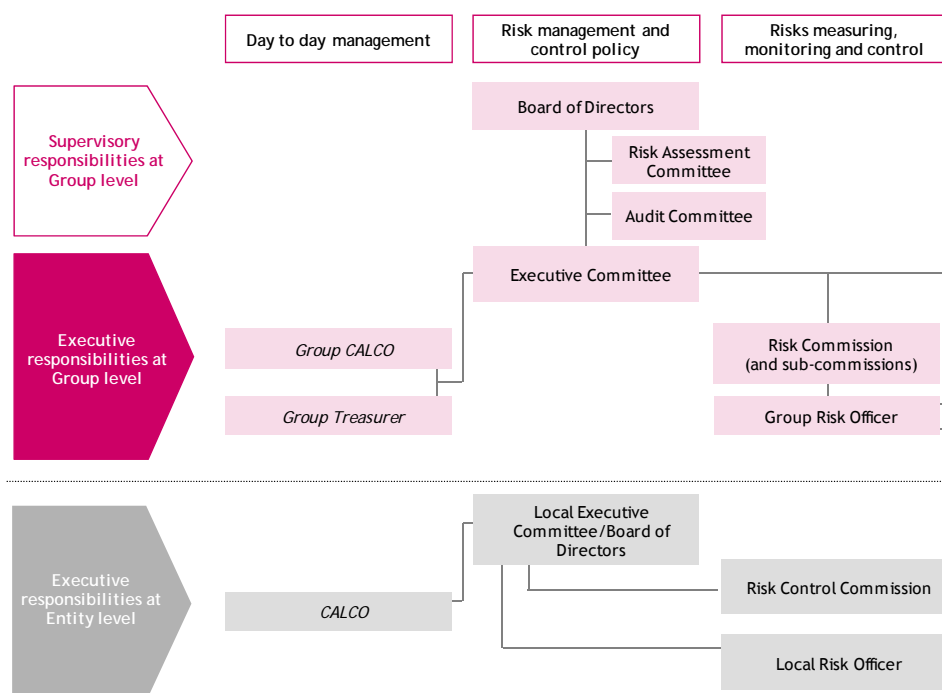 Day to day management
Risk management and
control policy
Risks measuring,
monitoring and control
Supervisory
responsibilities at
Group level
Board of Directors
Risk Assessment
Committee
Audit Committee
Executive
responsibilities at
Group level
Executive Committee
Group CALCO
Group Treasurer
Risk Commission
(and sub-commissions)
Group Risk Officer
Executive
responsibilities at
Entity level
Local Executive
Committee/Board of
Directors
CALCO
Risk Control Commission
Local Risk Officer